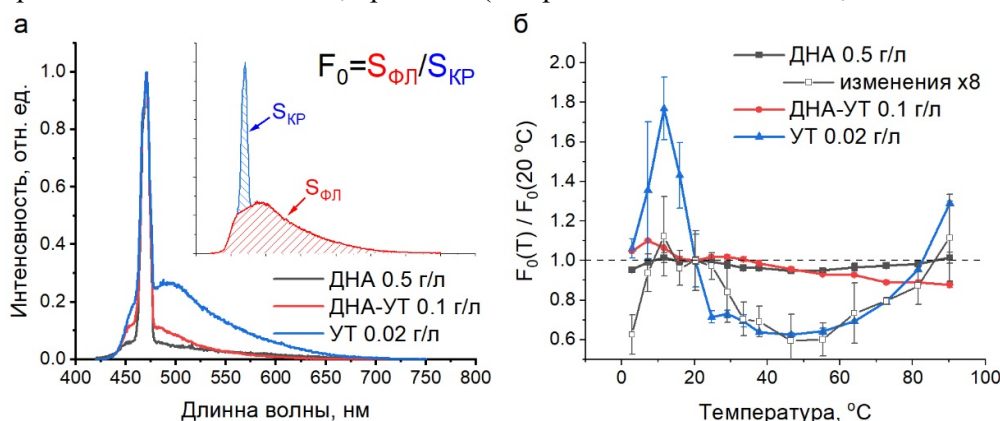 а
F₀=SФЛ/SКР
SКР
SФЛ
ДНА 0.5 г/л
ДНА-УТ 0.1 г/л
УТ 0.02 г/л
Интенсвность, отн. ед.
1.0
0.8
0.6
0.4
0.2
0.0
400 450 500 550 600 650 700 750 800
Длинна волны, нм
б
ДНА 0.5 г/л
изменения x8
ДНА-УТ 0.1 г/л
УТ 0.02 г/л
F₀(T) / F₀(20 °C)
2.0
1.8
1.6
1.4
1.2
1.0
0.8
0.6
0 20 40 60 80 100
Температура, °C